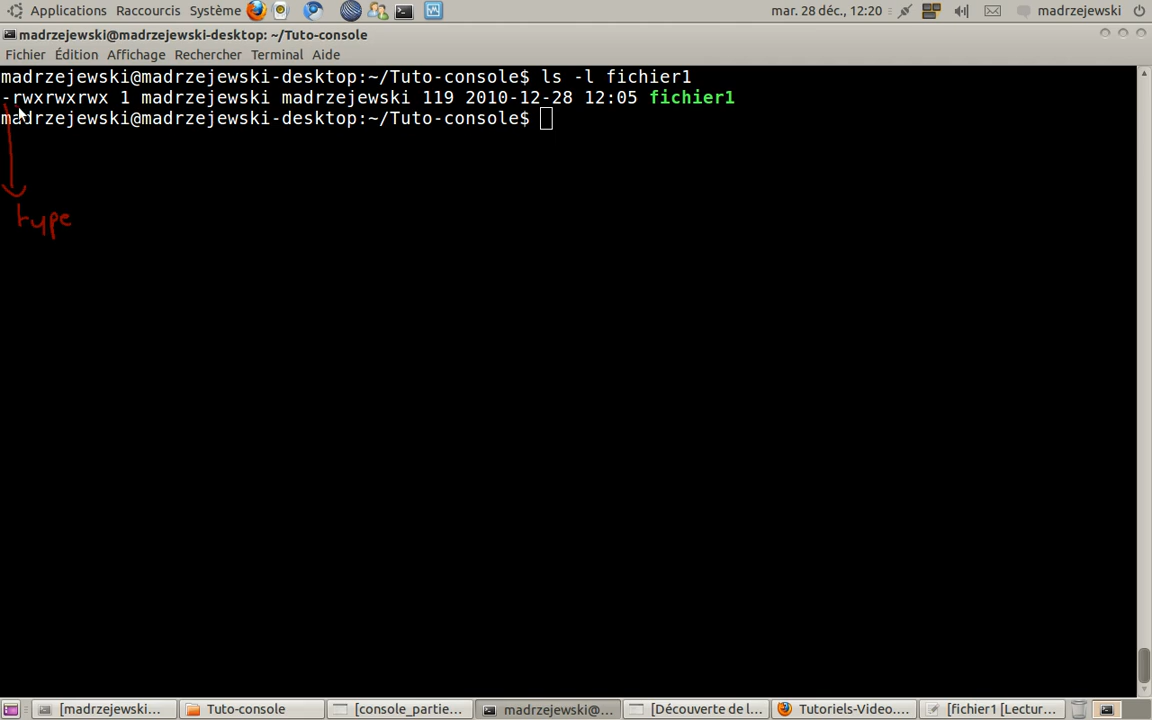 Applications Raccourcis Système mar. 28 déc., 12:20 madrzejewski
madrzejewski@madrzejewski-desktop: ~/Tuto-console
Fichier Édition Affichage Rechercher Terminal Aide
madrzejewski@madrzejewski-desktop:~/Tuto-console$ ls -l fichier1
-rwxrwxrwx 1 madrzejewski madrzejewski 119 2010-12-28 12:05 fichier1
madrzejewski@madrzejewski-desktop:~/Tuto-console$
type
[madrzejewski... Tuto-console [console_partie... madrzejewski@... [Découverte de l... Tutoriels-Video.... [fichier1 [Lectur...